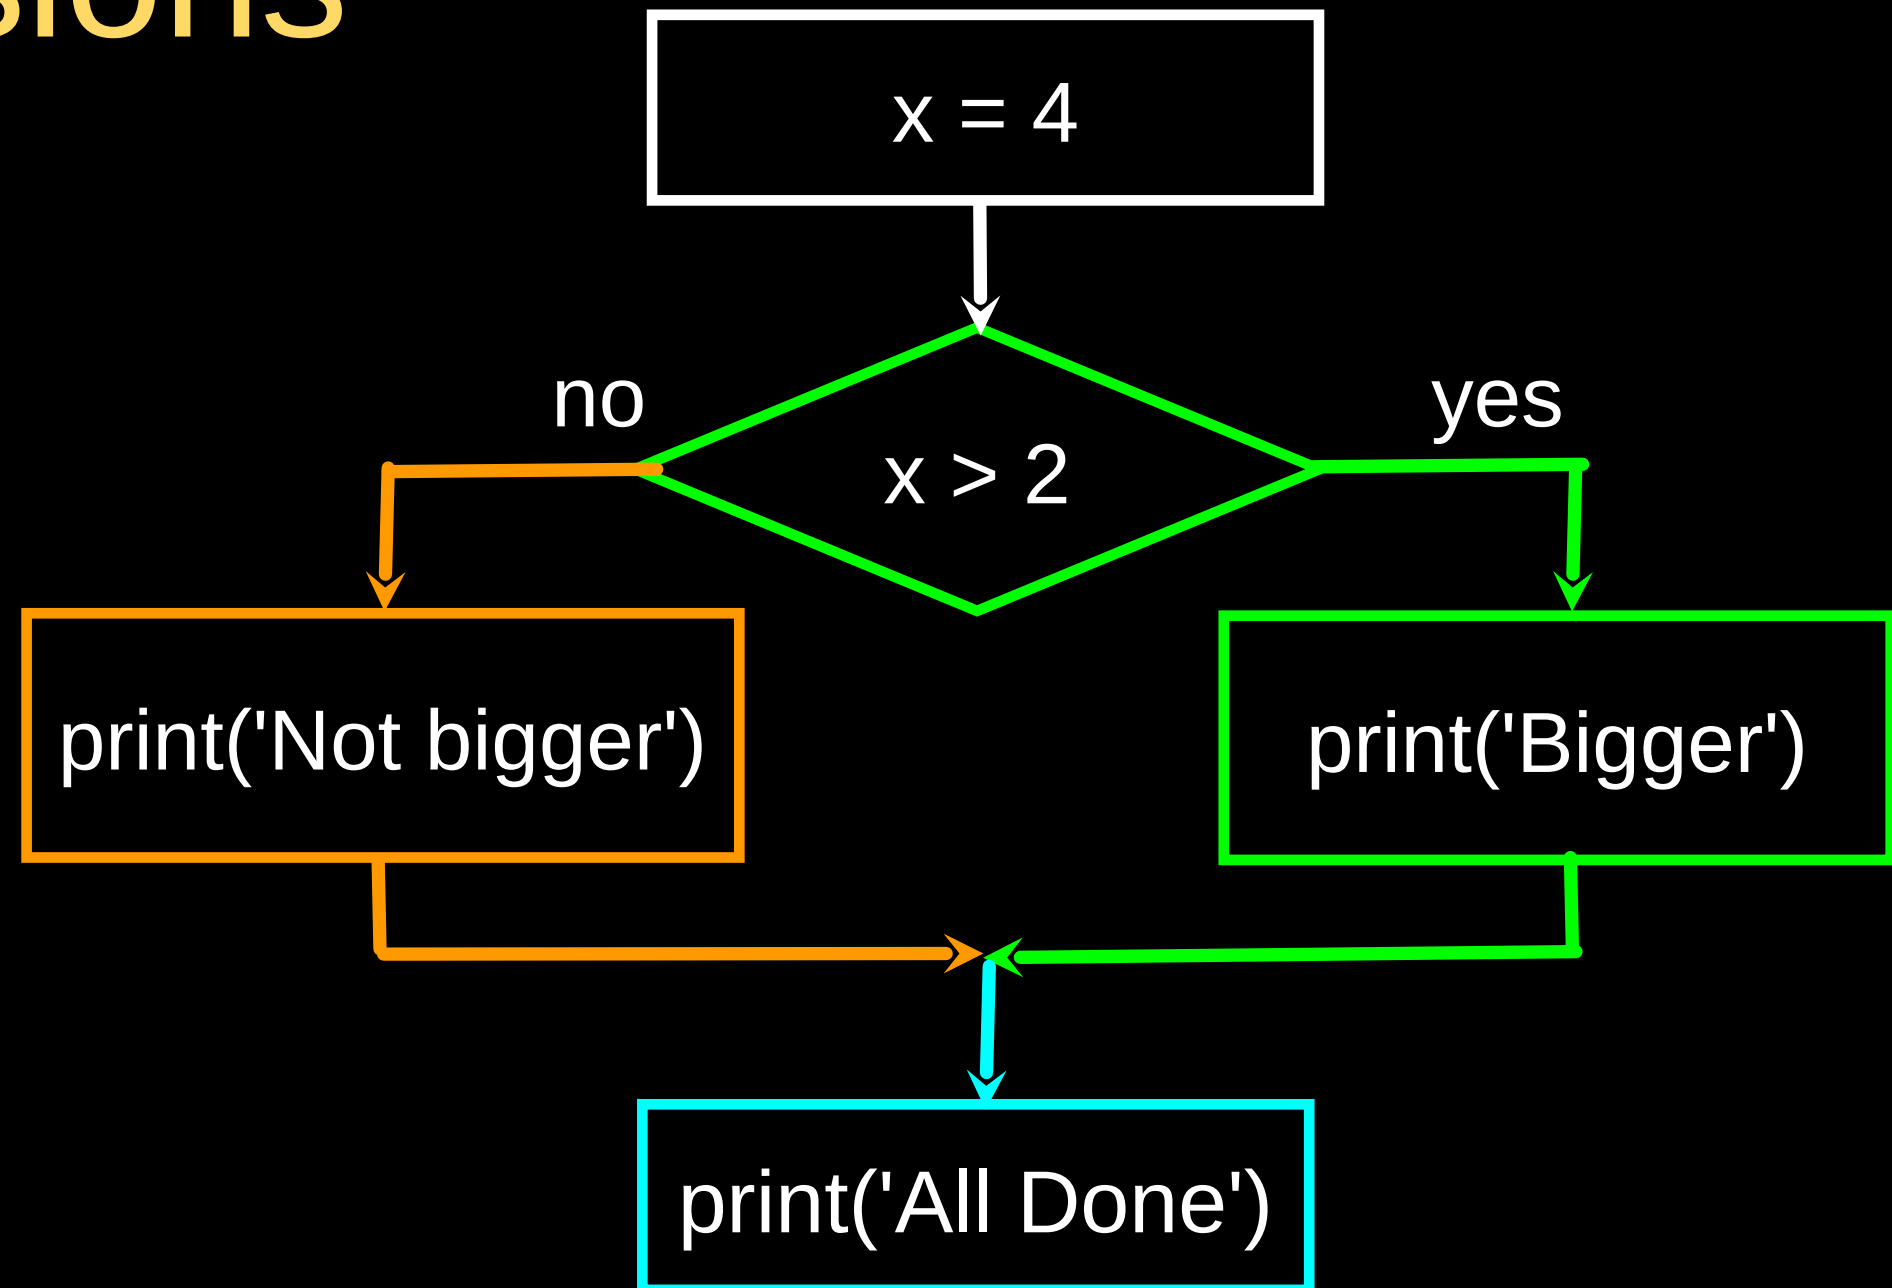 x = 4
no
yes
x > 2
print('Not bigger')
print('Bigger')
print('All Done')